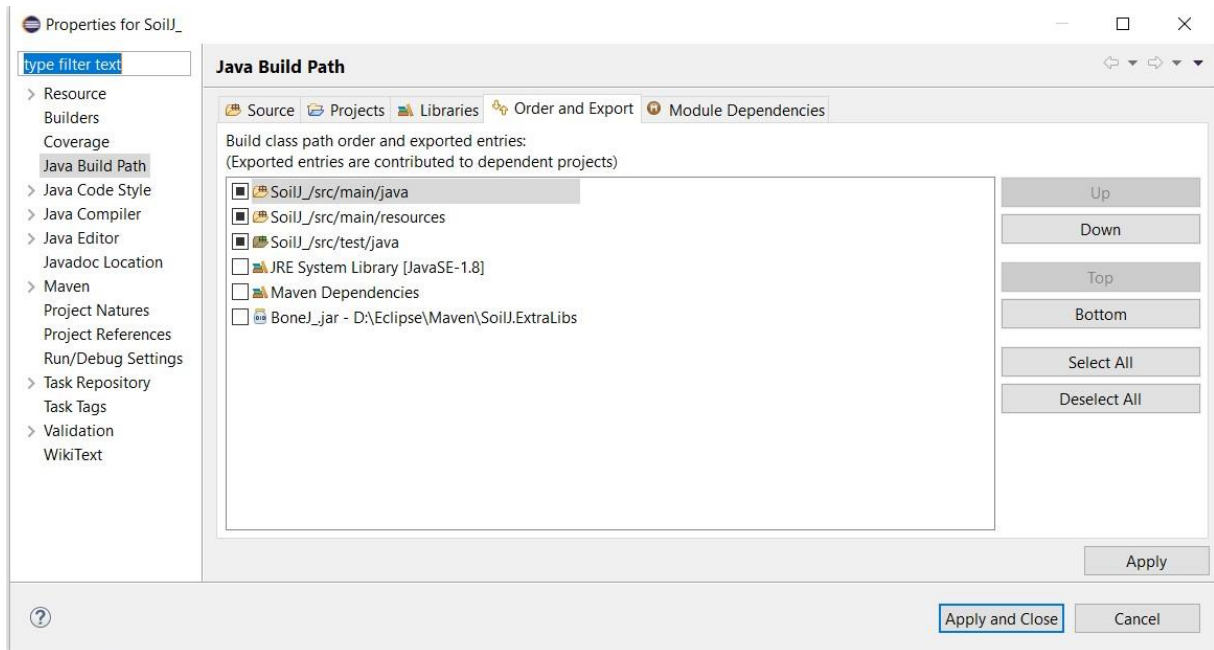 Properties for SoilJ_
type filter text
Resource
Builders
Coverage
Java Build Path
Java Code Style
Java Compiler
Java Editor
Javadoc Location
Maven
Project Natures
Project References
Run/Debug Settings
Task Repository
Task Tags
Validation
WikiText
Java Build Path
Source Projects Libraries Order and Export Module Dependencies
Build class path order and exported entries:
(Exported entries are contributed to dependent projects)
SoilJ_/src/main/java
SoilJ_/src/main/resources
SoilJ_/src/test/java
JRE System Library [JavaSE-1.8]
Maven Dependencies
BoneJ_.jar - D:\Eclipse\Maven\SoilJ.ExtraLibs
Up
Down
Top
Bottom
Select All
Deselect All
Apply
Apply and Close Cancel